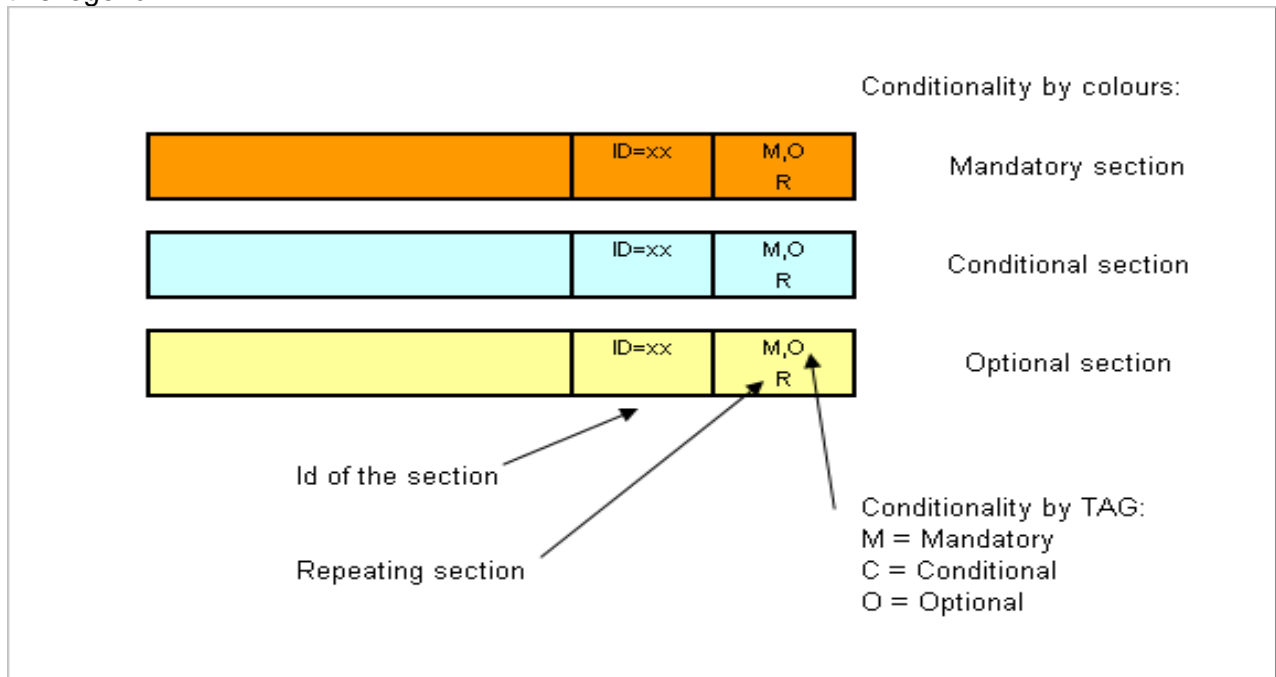 Conditionality by colours:
ID=xx M,O
R
Mandatory section
ID=xx M,O
R
Conditional section
ID=xx M,O
R
Optional section
Id of the section
Repeating section
Conditionality by TAG:
M = Mandatory
C = Conditional
O = Optional